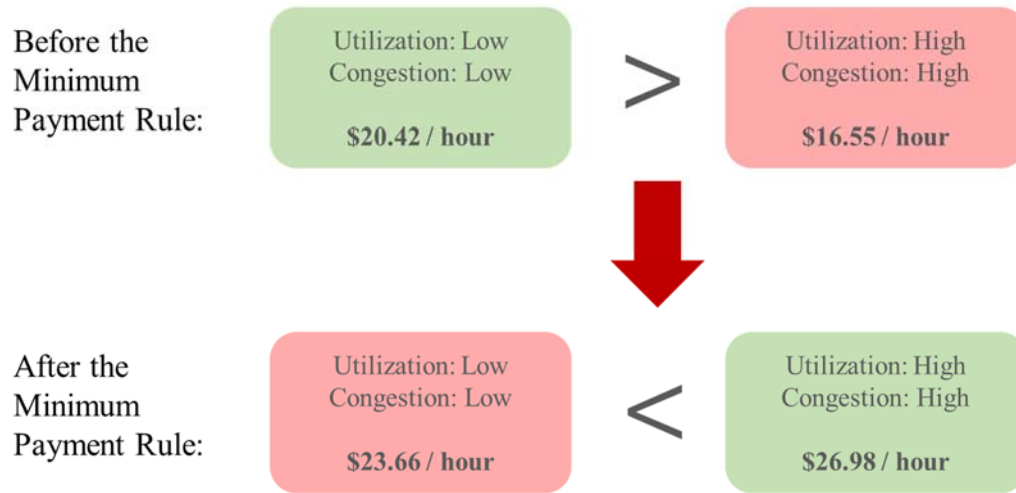 Before the
Minimum
Payment Rule:
Utilization: Low
Congestion: Low
$20.42 / hour
>
Utilization: High
Congestion: High
$16.55 / hour
After the
Minimum
Payment Rule:
Utilization: Low
Congestion: Low
$23.66 / hour
<
Utilization: High
Congestion: High
$26.98 / hour